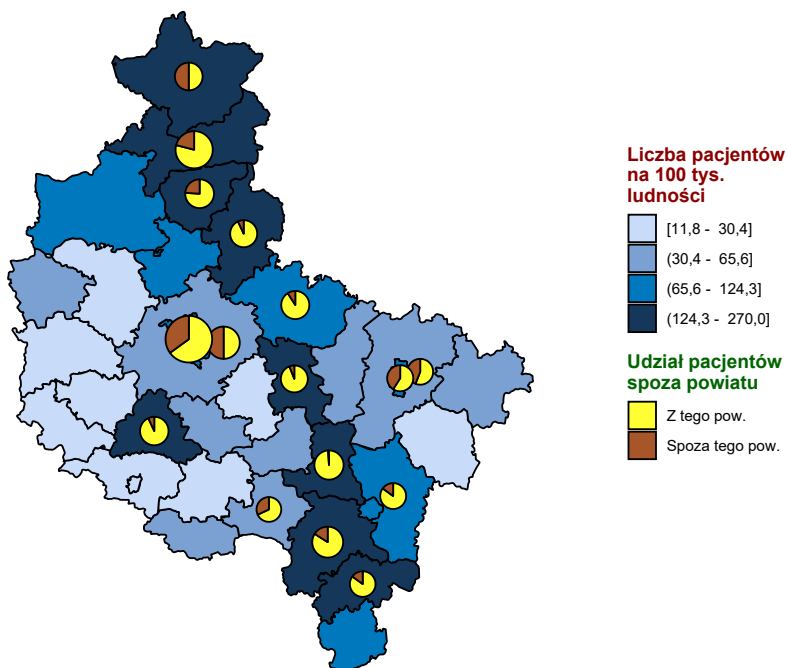 Liczba pacjentów
na 100 tys.
ludności
[11,8 - 30,4]
(30,4 - 65,6]
(65,6 - 124,3]
(124,3 - 270,0]
Udział pacjentów
spoza powiatu
Z tego pow.
Spoza tego pow.